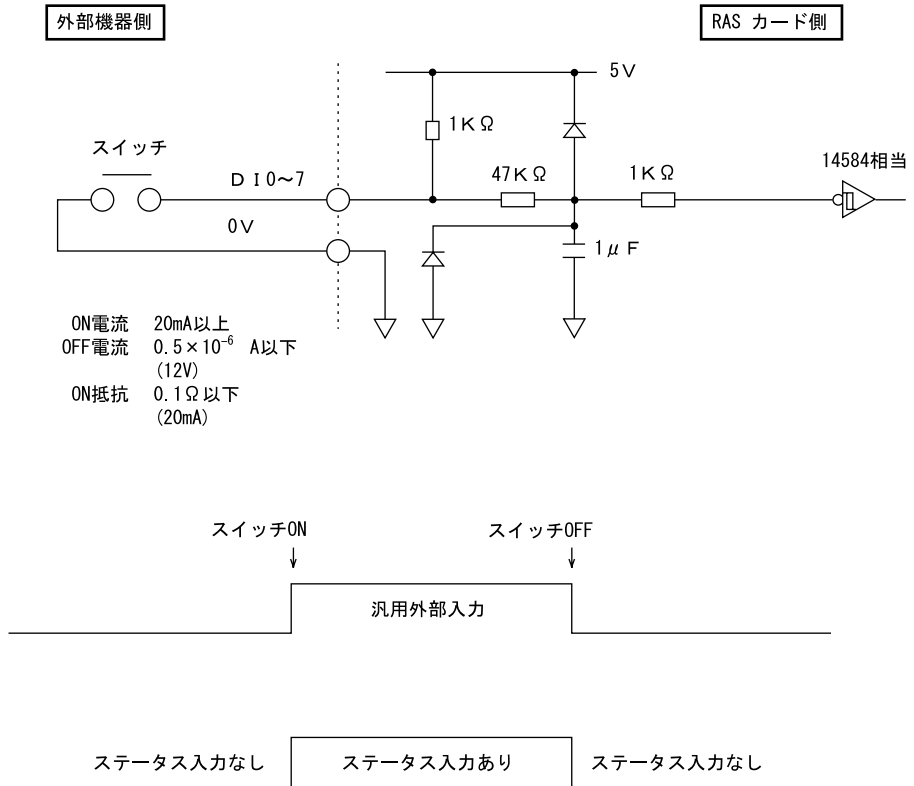 外部機器側
RAS カード側
5V
1KΩ
スイッチ
DI0～7
47KΩ
1KΩ
14584相当
0V
1μF
ON電流 20mA以上
OFF電流 0.5×10⁻⁶ A以下
(12V)
ON抵抗 0.1Ω以下
(20mA)
スイッチON
スイッチOFF
汎用外部入力
ステータス入力なし
ステータス入力あり
ステータス入力なし